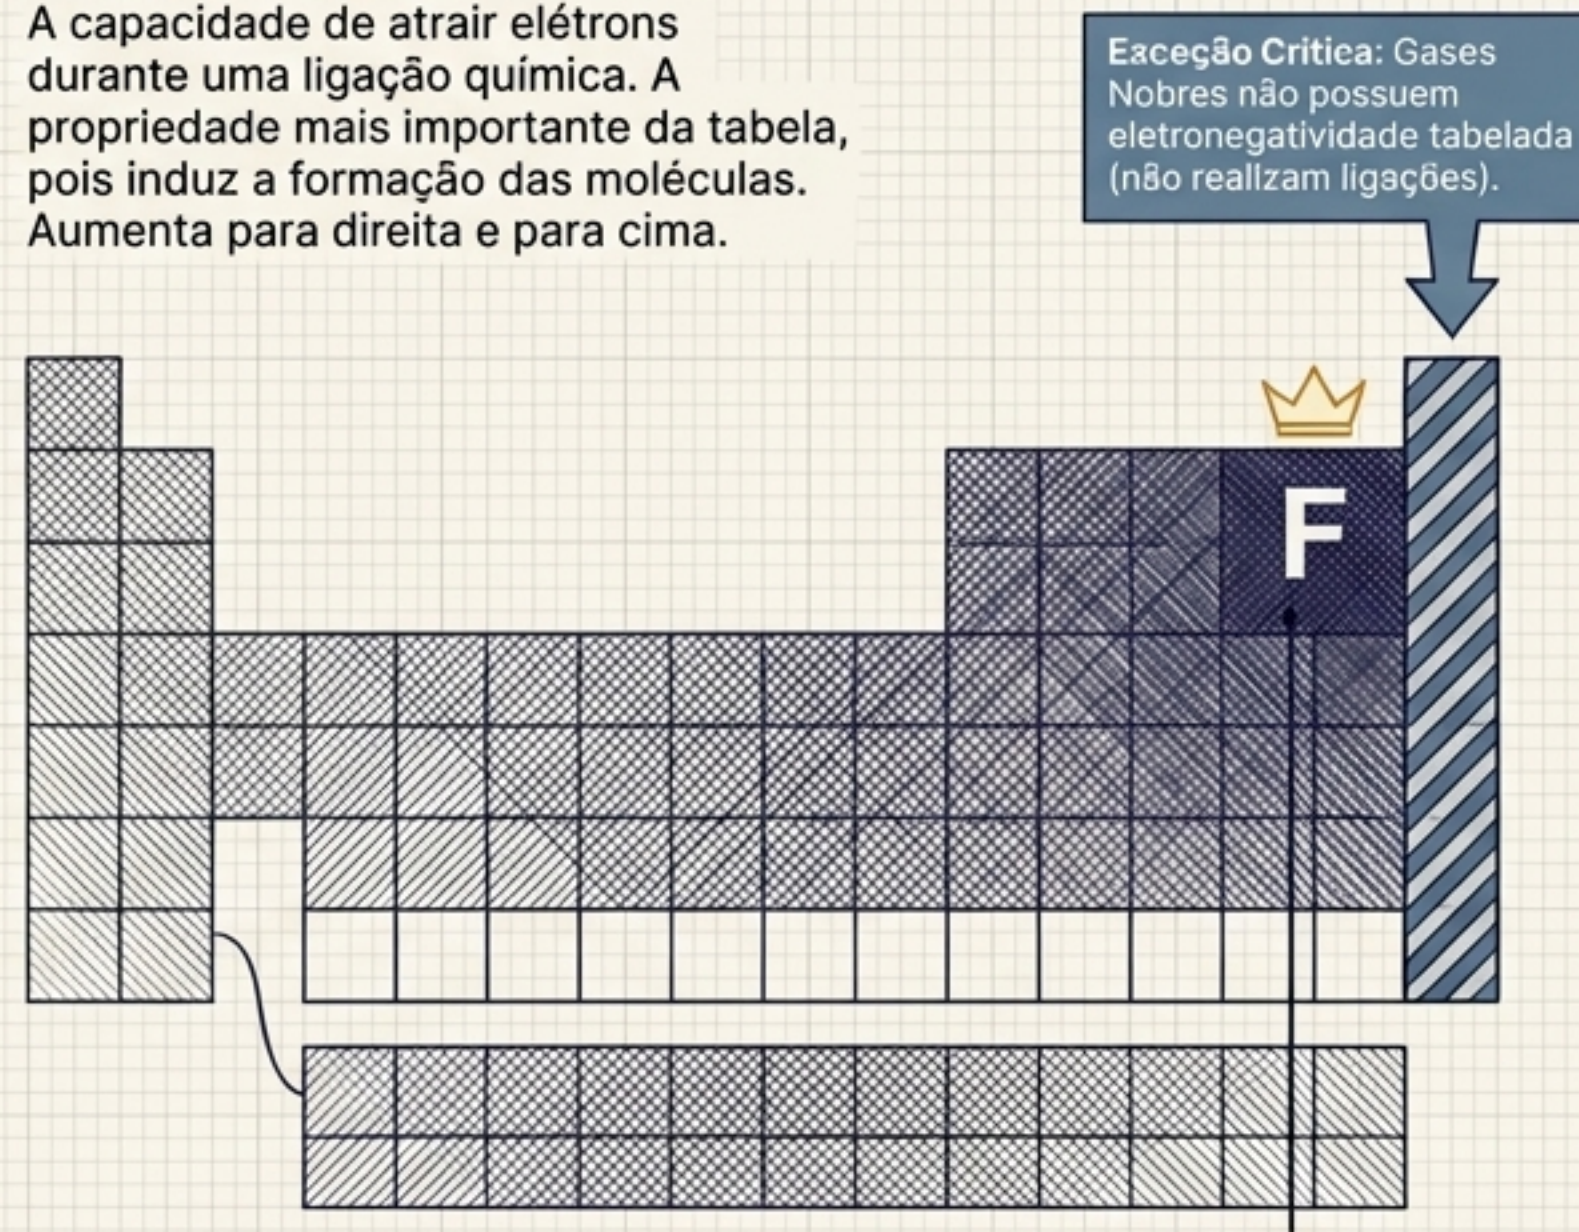 A capacidade de atrair elétrons
durante uma ligação química. A
propriedade mais importante da tabela,
pois induz a formação das moléculas.
Aumenta para direita e para cima.
Exceção Critica: Gases
Nobres não possuem
eletronegatividade tabelada
(não realizam ligações).
F